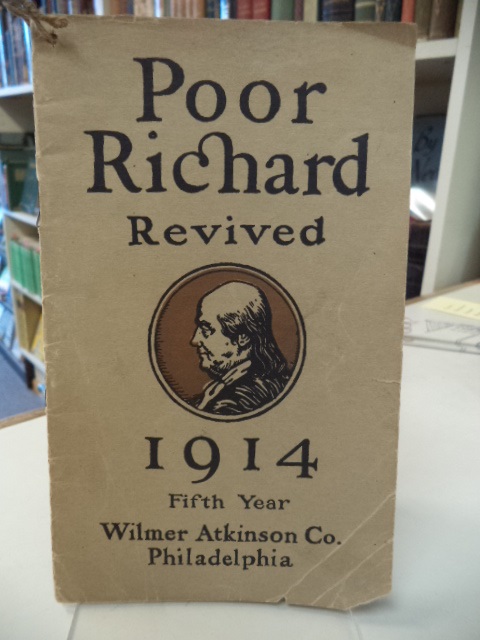 Poor
Richard
Revived
1914
Fifth Year
Wilmer Atkinson Co.
Philadelphia